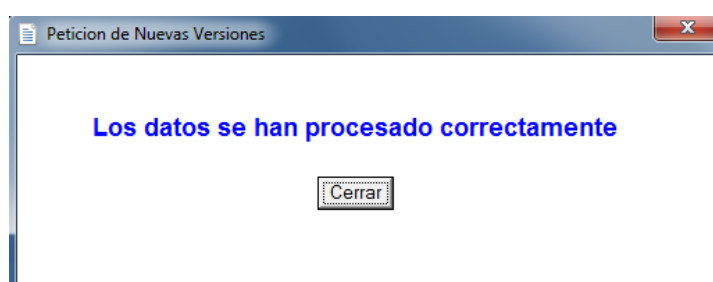 Peticion de Nuevas Versiones
Los datos se han procesado correctamente
Cerrar